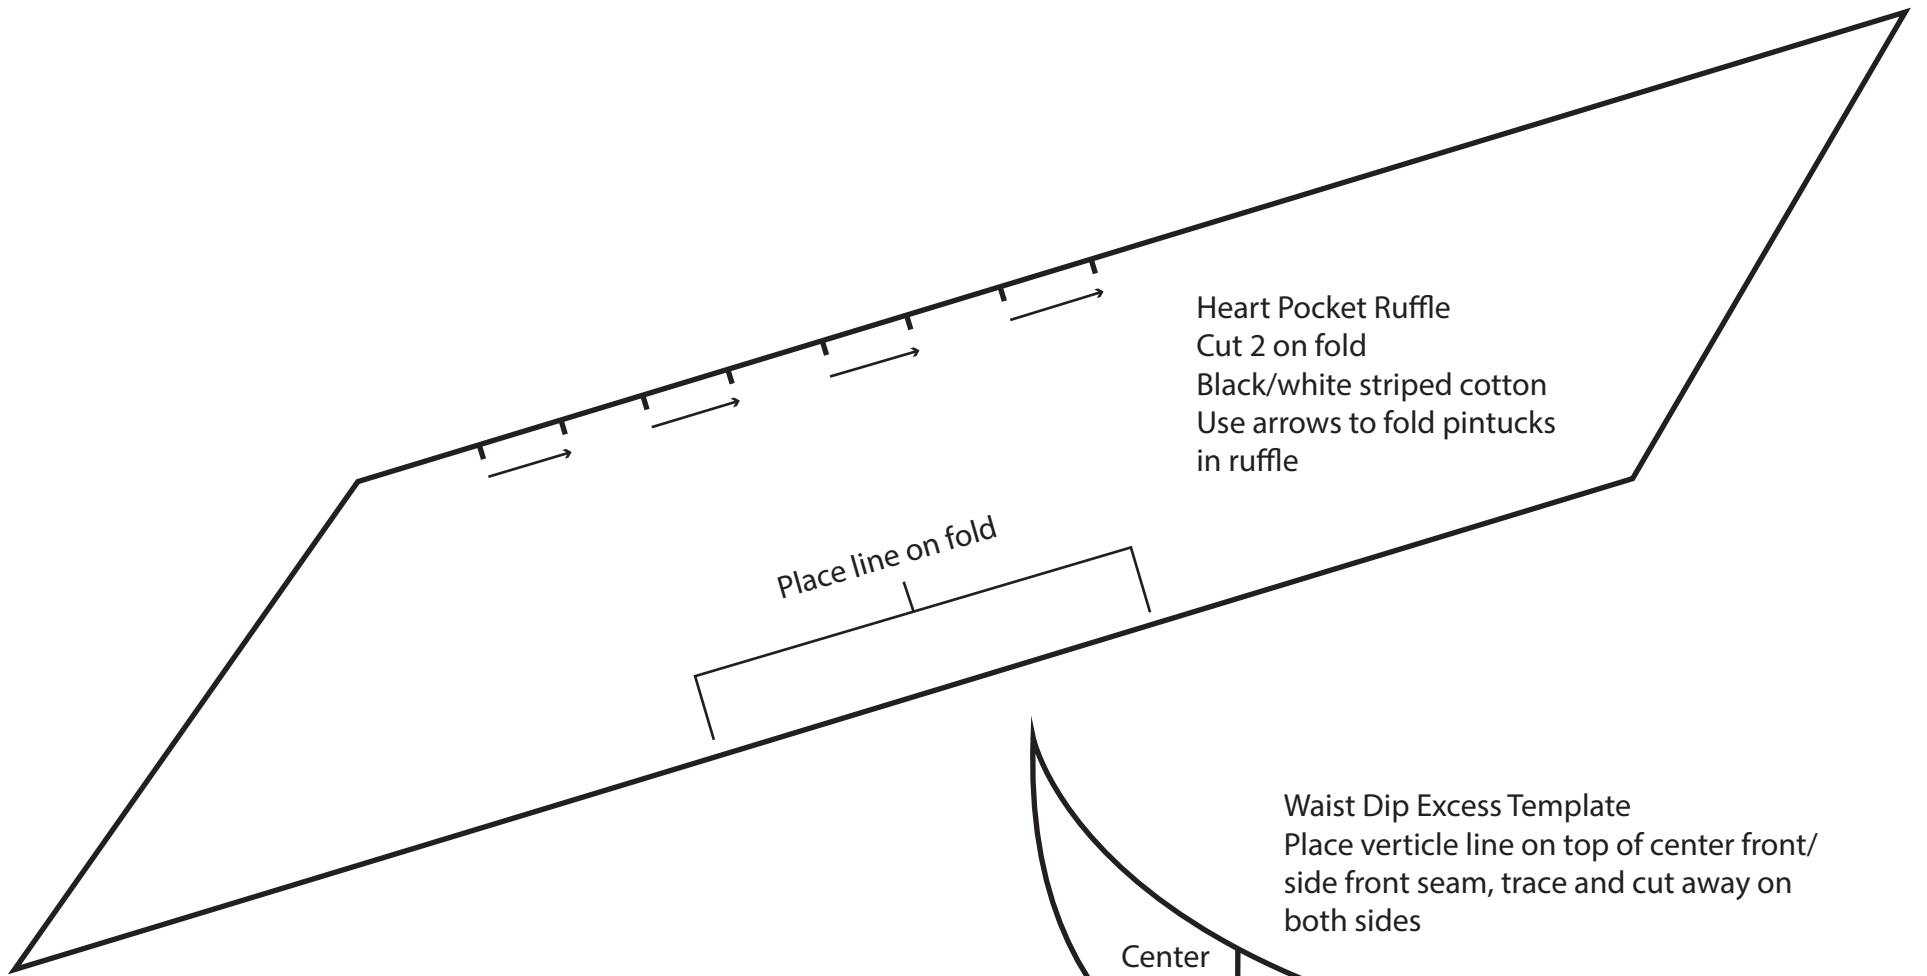 Heart Pocket Ruffle
Cut 2 on fold
Black/white striped cotton
Use arrows to fold pintucks
in ruffle
Place line on fold
Waist Dip Excess Template
Place verticle line on top of center front/
side front seam, trace and cut away on
both sides
Center